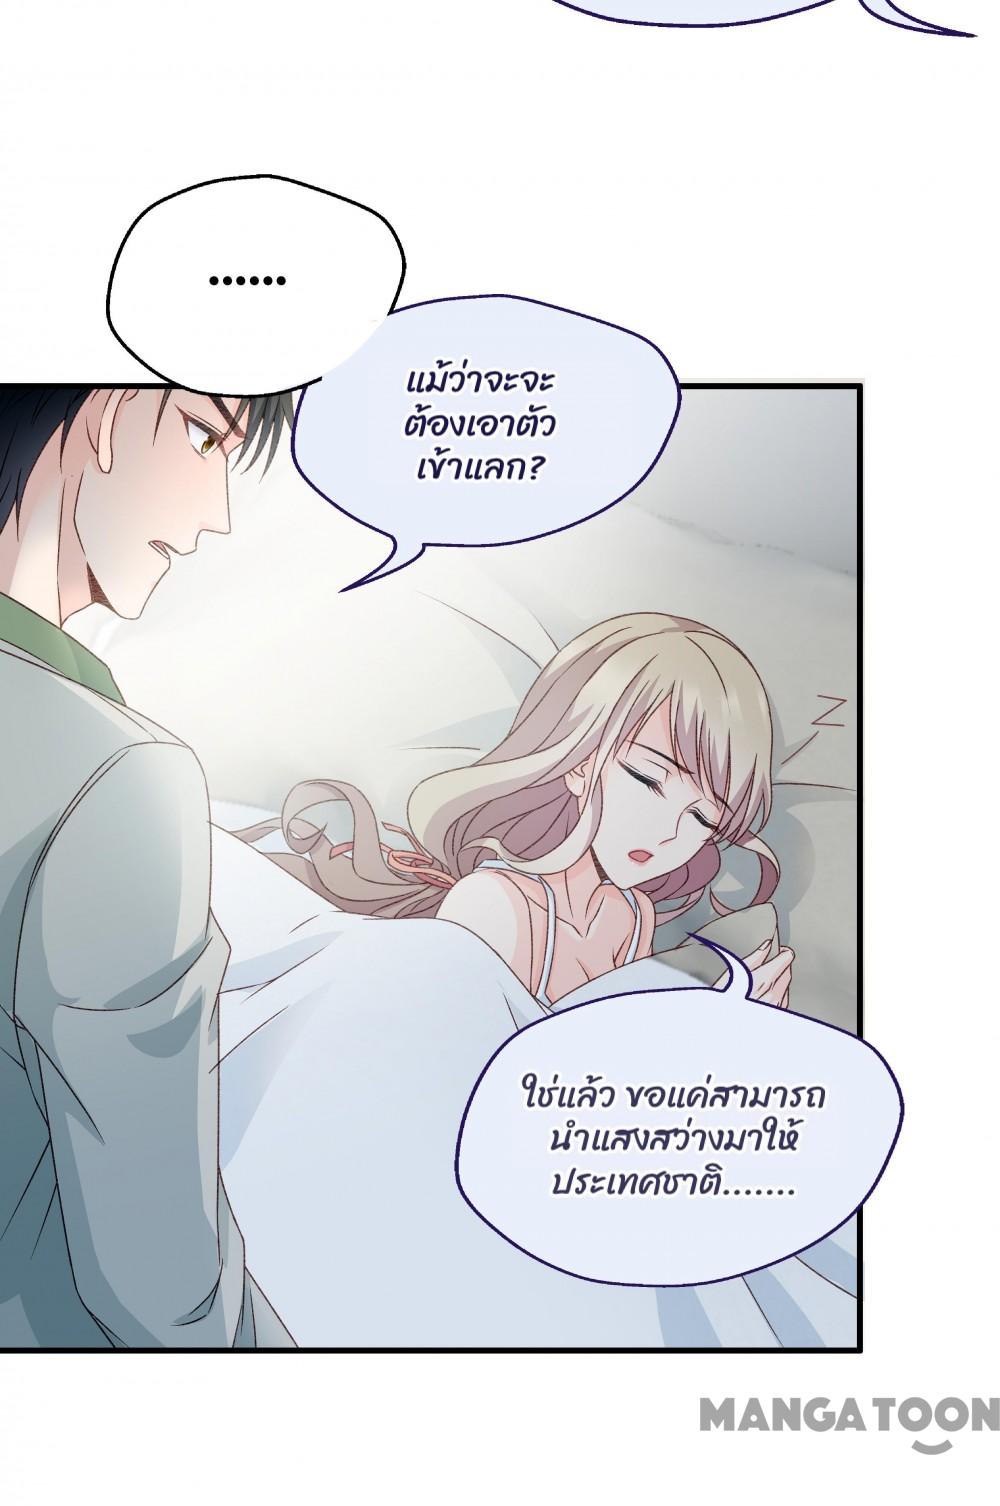 ......
แม้ว่าจะจะ
ต้องเอาตัว
เข้าแลก?
Z
ใช่แล้ว ขอแค่สามารถ
นำแสงสว่างมาให้
ประเทศชาติ.......
MANGATOON